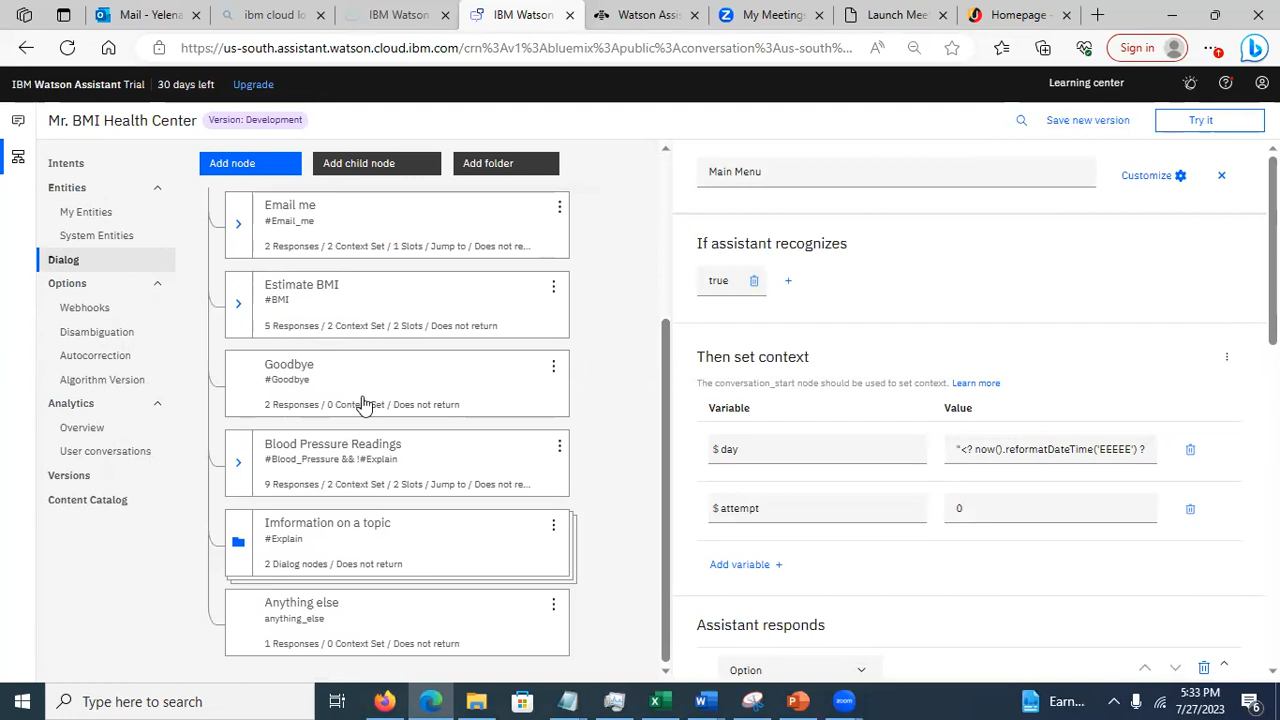 Mail - Yelena
ibm cloud io
IBM Watson
IBM Watson
Watson Assi
My Meetings
Launch Mee
Homepage -
https://us-south.assistant.watson.cloud.ibm.com/crn%3Av1%3Abluemix%3Apublic%3Aconversation%3Aus-south%...
Sign in
IBM Watson Assistant Trial 30 days left Upgrade Learning center
Mr. BMI Health Center Version: Development Save new version Try it
Intents
Entities
My Entities
System Entities
Dialog
Options
Webhooks
Disambiguation
Autocorrection
Algorithm Version
Analytics
Overview
User conversations
Versions
Content Catalog
Add node Add child node Add folder
Email me
#Email_me
2 Responses / 2 Context Set / 1 Slots / Jump to / Does not re...
Estimate BMI
#BMI
5 Responses / 2 Context Set / 2 Slots / Does not return
Goodbye
#Goodbye
2 Responses / 0 Context Set / Does not return
Blood Pressure Readings
#Blood_Pressure && !#Explain
9 Responses / 2 Context Set / 2 Slots / Jump to / Does not re...
Imformation on a topic
#Explain
2 Dialog nodes / Does not return
Anything else
anything_else
1 Responses / 0 Context Set / Does not return
Main Menu
Customize
If assistant recognizes
true
Then set context
The conversation_start node should be used to set context. Learn more
Variable Value
$ day "<? now().reformatDateTime('EEEEE') ?
$ attempt 0
Add variable +
Assistant responds
Option
Type here to search
Earn...
5:33 PM
7/27/2023
6